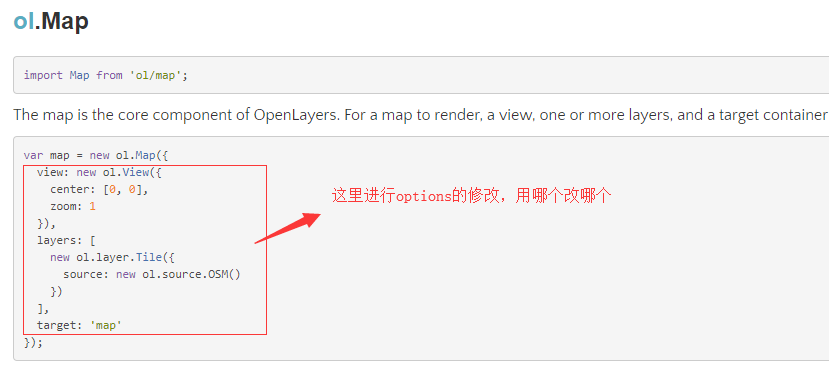 ol.Map
import Map from 'ol/map';
The map is the core component of OpenLayers. For a map to render, a view, one or more layers, and a target container
var map = new ol.Map({
view: new ol.View({
center: [0, 0],
zoom: 1
}),
layers: [
new ol.layer.Tile({
source: new ol.source.OSM()
})
],
target: 'map'
});
这里进行options的修改，用哪个改哪个